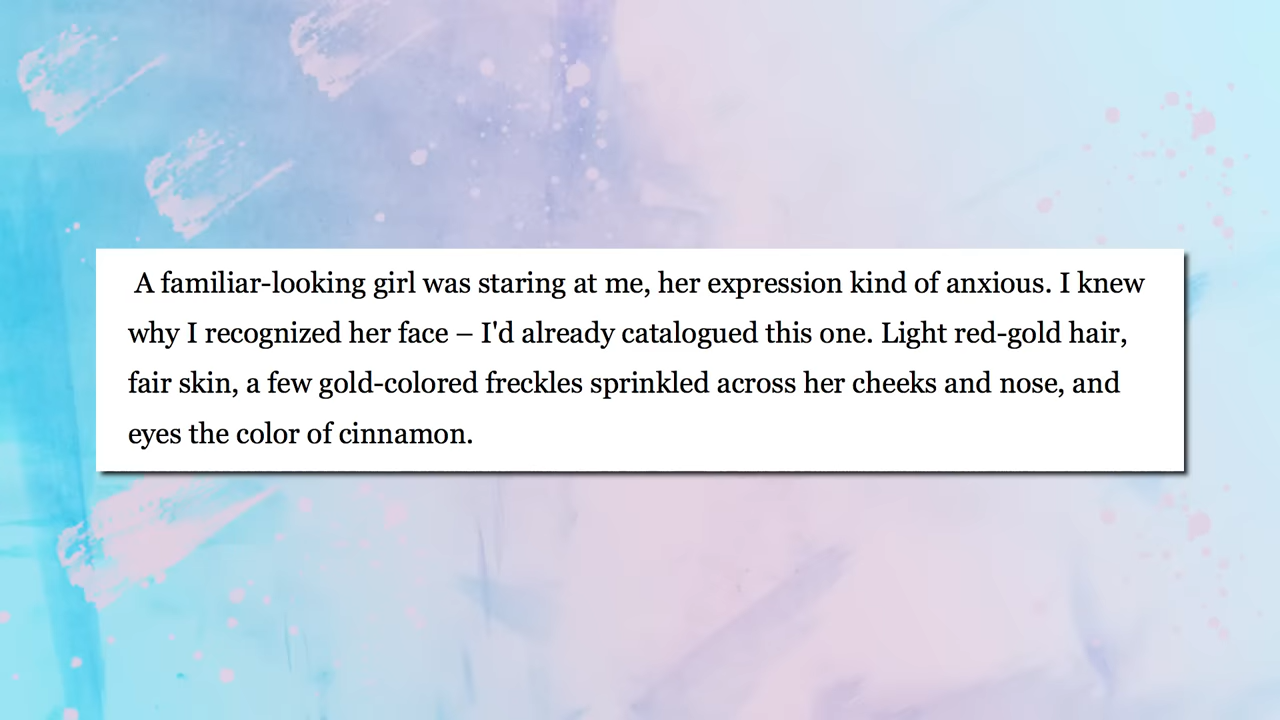 A familiar-looking girl was staring at me, her expression kind of anxious. I knew
why I recognized her face – I'd already catalogued this one. Light red-gold hair,
fair skin, a few gold-colored freckles sprinkled across her cheeks and nose, and
eyes the color of cinnamon.